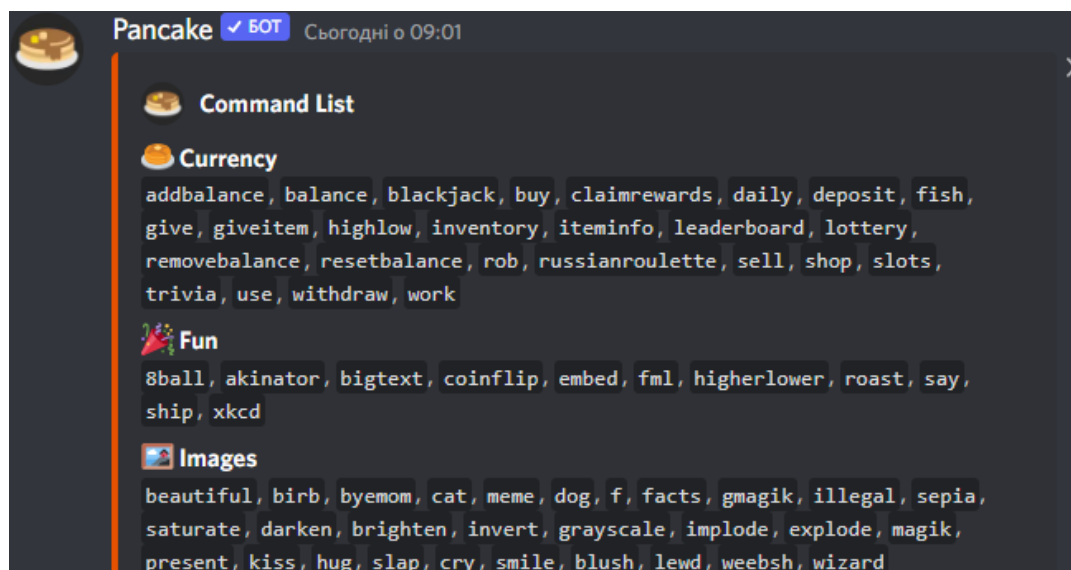 Pancake ✓ БОТ Сьогодні о 09:01
Command List
Currency
addbalance, balance, blackjack, buy, claimrewards, daily, deposit, fish,
give, giveitem, highlow, inventory, iteminfo, leaderboard, lottery,
removebalance, resetbalance, rob, russianroulette, sell, shop, slots,
trivia, use, withdraw, work
Fun
8ball, akinator, bigtext, coinflip, embed, fml, higherlower, roast, say,
ship, xkcd
Images
beautiful, birb, byemom, cat, meme, dog, f, facts, gmagik, illegal, sepia,
saturate, darken, brighten, invert, grayscale, implode, explode, magik,
present, kiss, hug, slap, cry, smile, blush, lewd, weebsh, wizard